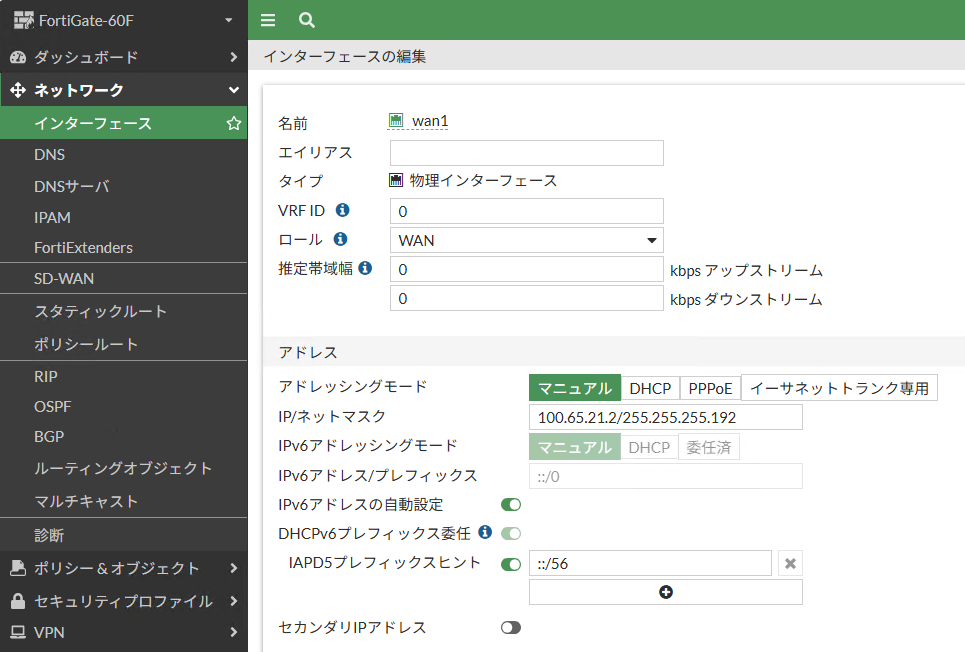 FortiGate-60F
ダッシュボード
ネットワーク
インターフェース
DNS
DNSサーバ
IPAM
FortiExtenders
SD-WAN
スタティックルート
ポリシールート
RIP
OSPF
BGP
ルーティングオブジェクト
マルチキャスト
診断
ポリシー＆オブジェクト
セキュリティプロファイル
VPN
インターフェースの編集
名前 wan1
エイリアス
タイプ 物理インターフェース
VRF ID 0
ロール WAN
推定帯域幅 0 kbps アップストリーム
0 kbps ダウンストリーム
アドレス
アドレッシングモード マニュアル DHCP PPPoE イーサネットトランク専用
IP/ネットマスク 100.65.21.2/255.255.255.192
IPv6アドレッシングモード マニュアル DHCP 委任済
IPv6アドレス/プレフィックス ::/0
IPv6アドレスの自動設定
DHCPv6プレフィックス委任
IAPD5プレフィックスヒント ::/56
セカンダリIPアドレス